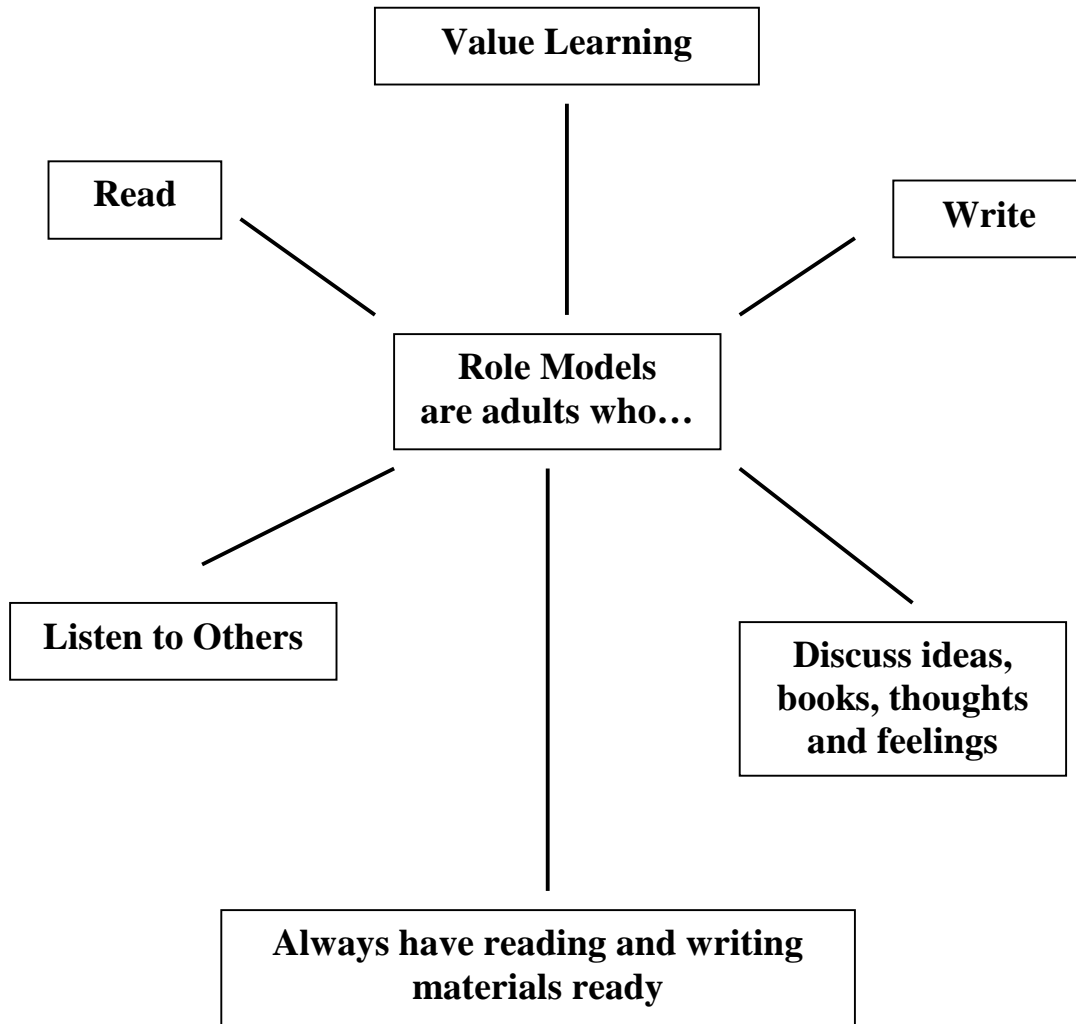 Value Learning
Read
Write
Role Models
are adults who…
Listen to Others
Discuss ideas,
books, thoughts
and feelings
Always have reading and writing
materials ready